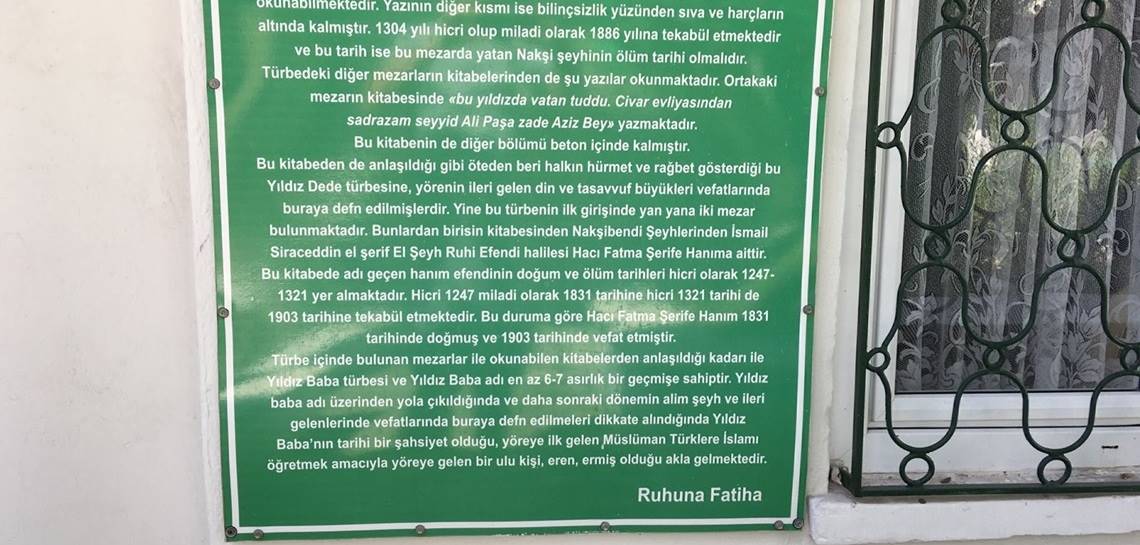 okunabilmektedir. Yazının diğer kısmı ise bilinçsizlik yüzünden sıva ve harçların
altında kalmıştır. 1304 yılı hicri olup miladi olarak 1886 yılına tekabül etmektedir
ve bu tarih ise bu mezarda yatan Nakşi şeyhinin ölüm tarihi olmalıdır.
Türbedeki diğer mezarların kitabelerinden de şu yazılar okunmaktadır. Ortakaki
mezarın kitabesinde «bu yıldızda vatan tuddu. Civar evliyasından
sadrazam seyyid Ali Paşa zade Aziz Bey» yazmaktadır.
Bu kitabenin de diğer bölümü beton içinde kalmıştır.
Bu kitabeden de anlaşıldığı gibi öteden beri halkın hürmet ve rağbet gösterdiği bu
Yıldız Dede türbesine, yörenin ileri gelen din ve tasavvuf büyükleri vefatlarında
buraya defn edilmişlerdir. Yine bu türbenin ilk girişinde yan yana iki mezar
bulunmaktadır. Bunlardan birisin kitabesinden Nakşibendi Şeyhlerinden İsmail
Siraceddin el şerif El Şeyh Ruhi Efendi halilesi Hacı Fatma Şerife Hanıma aittir.
Bu kitabede adı geçen hanım efendinin doğum ve ölüm tarihleri hicri olarak 1247-
1321 yer almaktadır. Hicri 1247 miladi olarak 1831 tarihine hicri 1321 tarihi de
1903 tarihine tekabül etmektedir. Bu duruma göre Hacı Fatma Şerife Hanım 1831
tarihinde doğmuş ve 1903 tarihinde vefat etmiştir.
Türbe içinde bulunan mezarlar ile okunabilen kitabelerden anlaşıldığı kadarı ile
Yıldız Baba türbesi ve Yıldız Baba adı en az 6-7 asırlık bir geçmişe sahiptir. Yıldız
baba adı üzerinden yola çıkıldığında ve daha sonraki dönemin alim şeyh ve ileri
gelenlerinde vefatlarında buraya defn edilmeleri dikkate alındığında Yıldız
Baba’nın tarihi bir şahsiyet olduğu, yöreye ilk gelen Müslüman Türklere İslamı
öğretmek amacıyla yöreye gelen bir ulu kişi, eren, ermiş olduğu akla gelmektedir.
Ruhuna Fatiha